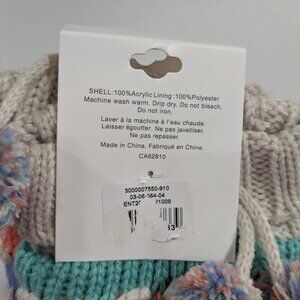 SHELL:100%Acrylic Lining :100%Polyester
Machine wash warm. Drip dry. Do not bleach.
Do not iron.
Laver à la machine à l'eau chaude.
Laisser égoutter. Ne pas javelliser.
Ne pas repasser.
Made in China. Fabriqué en Chine.
CA62810
3000007550-910
03-06-064-04